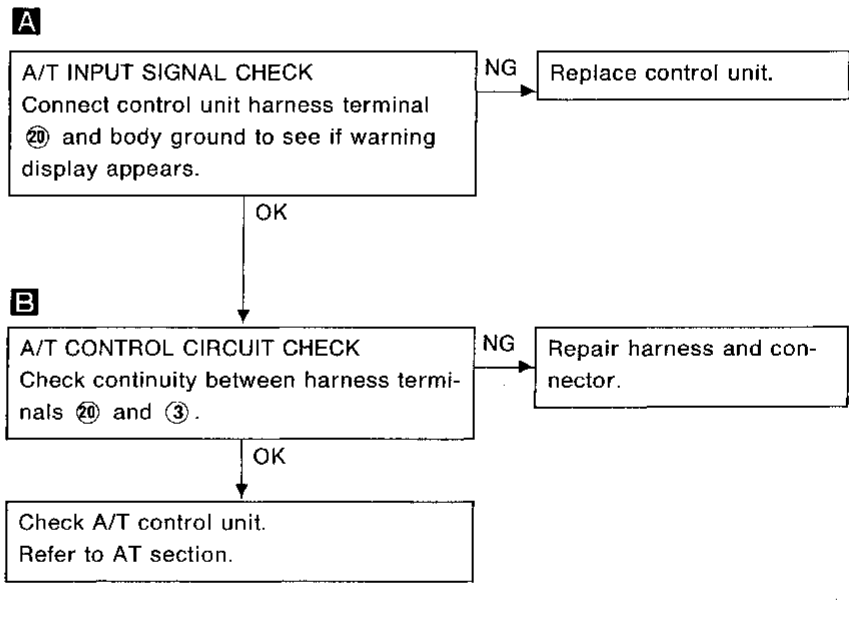 A
A/T INPUT SIGNAL CHECK
Connect control unit harness terminal
⑳ and body ground to see if warning
display appears.
NG
Replace control unit.
OK
B
A/T CONTROL CIRCUIT CHECK
Check continuity between harness termi-
nals ⑳ and ③.
NG
Repair harness and con-
nector.
OK
Check A/T control unit.
Refer to AT section.